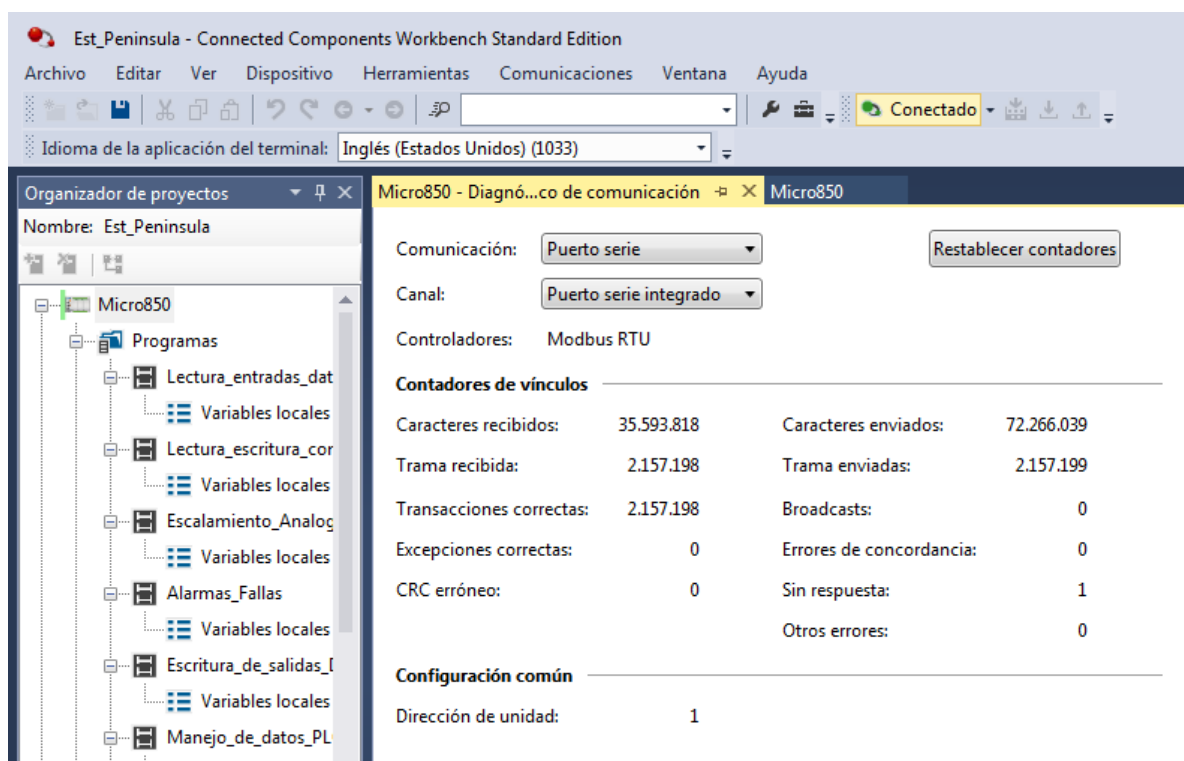 Est_Peninsula - Connected Components Workbench Standard Edition
Archivo Editar Ver Dispositivo Herramientas Comunicaciones Ventana Ayuda
Conectado
Idioma de la aplicación del terminal: Inglés (Estados Unidos) (1033)
Organizador de proyectos
Nombre: Est_Peninsula
Micro850
Programas
Lectura_entradas_dat
Variables locales
Lectura_escritura_cor
Variables locales
Escalamiento_Analog
Variables locales
Alarmas_Fallas
Variables locales
Escritura_de_salidas_D
Variables locales
Manejo_de_datos_PL
Micro850 - Diagnó...co de comunicación Micro850
Comunicación: Puerto serie Restablecer contadores
Canal: Puerto serie integrado
Controladores: Modbus RTU
Contadores de vínculos
Caracteres recibidos: 35.593.818 Caracteres enviados: 72.266.039
Trama recibida: 2.157.198 Trama enviadas: 2.157.199
Transacciones correctas: 2.157.198 Broadcasts: 0
Excepciones correctas: 0 Errores de concordancia: 0
CRC erróneo: 0 Sin respuesta: 1
Otros errores: 0
Configuración común
Dirección de unidad: 1